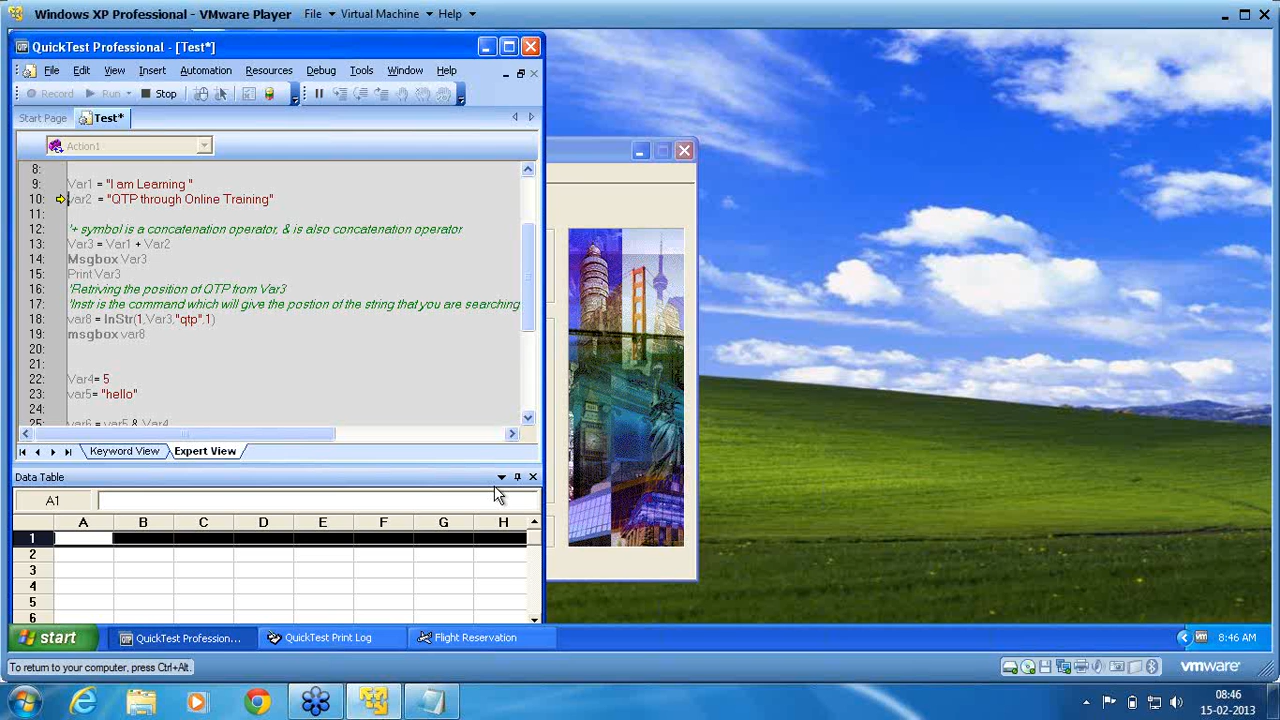 Windows XP Professional - VMware Player File Virtual Machine Help
QuickTest Professional - [Test*]
File Edit View Insert Automation Resources Debug Tools Window Help
Record Run Stop
Start Page Test*
Action1
8:
9: Var1 = "I am Learning "
10: var2 = "QTP through Online Training"
11:
12: '+ symbol is a concatenation operator, & is also concatenation operator
13: Var3 = Var1 + Var2
14: Msgbox Var3
15: Print Var3
16: 'Retriving the position of QTP from Var3
17: 'Instr is the command which will give the postion of the string that you are searching
18: var8 = InStr(1,Var3,"qtp",1)
19: msgbox var8
20:
21:
22: Var4= 5
23: var5= "hello"
24:
25: var6 = var5 & Var4
Keyword View Expert View
Data Table
A1
A B C D E F G H
1
2
3
4
5
6
start QuickTest Profession... QuickTest Print Log Flight Reservation 8:46 AM
To return to your computer, press Ctrl+Alt. vmware
08:46
15-02-2013